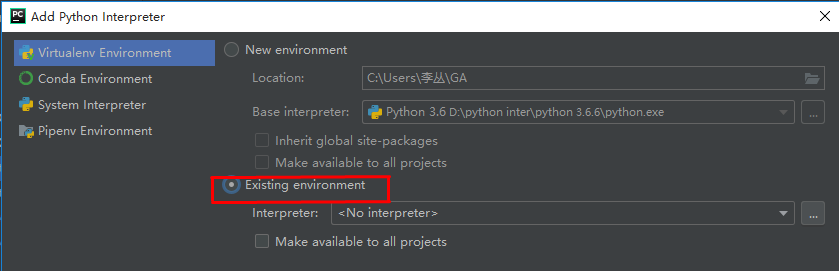 PC Add Python Interpreter
Virtualenv Environment
Conda Environment
System Interpreter
Pipenv Environment
New environment
Location: C:\Users\李丛\GA
Base interpreter: Python 3.6 D:\python inter\python 3.6.6\python.exe ...
Inherit global site-packages
Make available to all projects
Existing environment
Interpreter: <No interpreter> ...
Make available to all projects